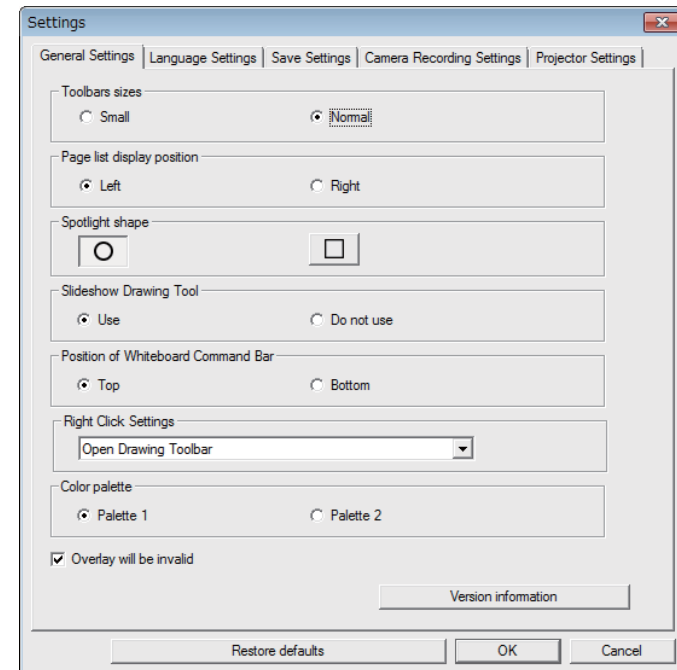 Settings
General Settings Language Settings Save Settings Camera Recording Settings Projector Settings
Toolbars sizes
Small Normal
Page list display position
Left Right
Spotlight shape
Slideshow Drawing Tool
Use Do not use
Position of Whiteboard Command Bar
Top Bottom
Right Click Settings
Open Drawing Toolbar
Color palette
Palette 1 Palette 2
Overlay will be invalid
Version information
Restore defaults OK Cancel